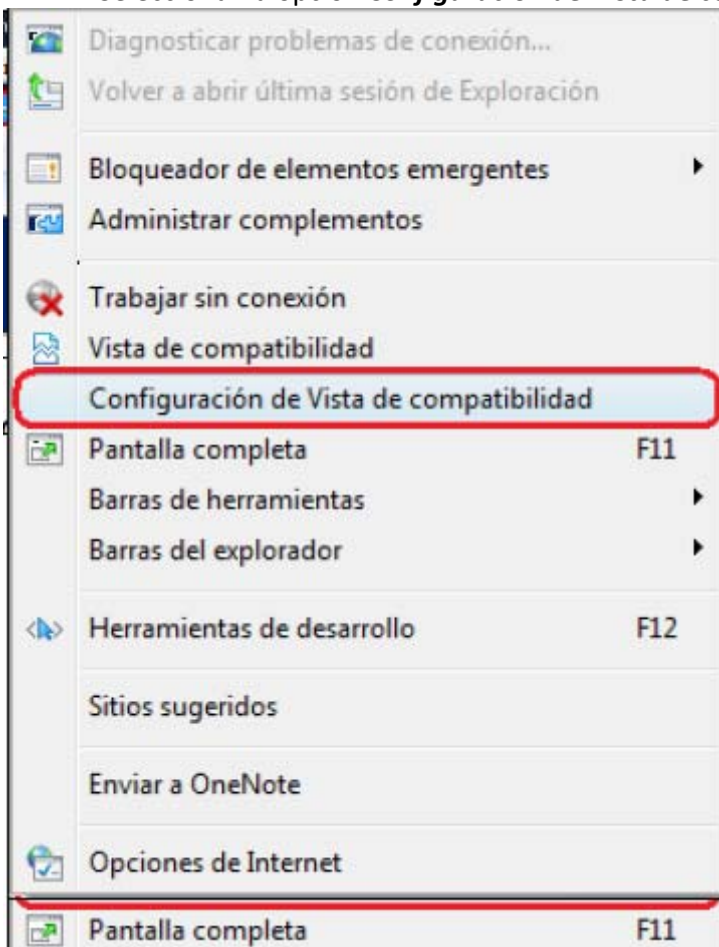 Diagnosticar problemas de conexión...
Volver a abrir última sesión de Exploración
Bloqueador de elementos emergentes
Administrar complementos
Trabajar sin conexión
Vista de compatibilidad
Configuración de Vista de compatibilidad
Pantalla completa F11
Barras de herramientas
Barras del explorador
Herramientas de desarrollo F12
Sitios sugeridos
Enviar a OneNote
Opciones de Internet
Pantalla completa F11